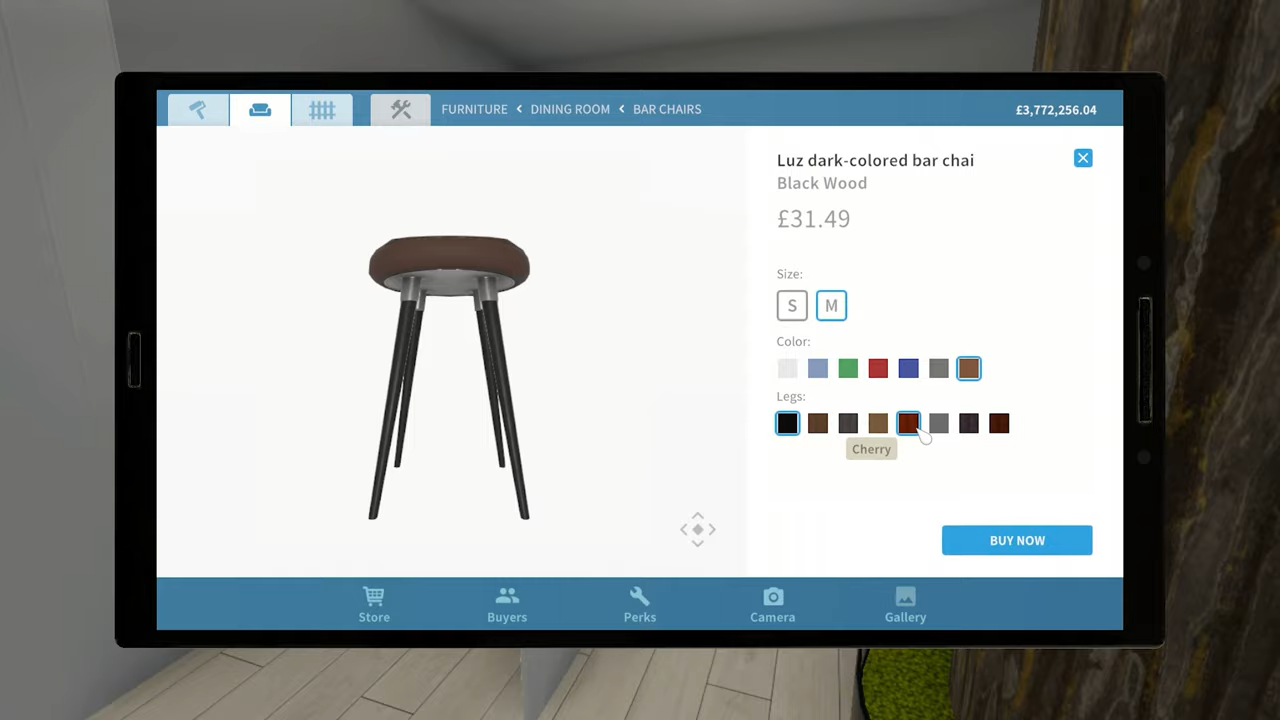 FURNITURE < DINING ROOM < BAR CHAIRS
£3,772,256.04
Luz dark-colored bar chai
Black Wood
£31.49
Size:
S M
Color:
Legs:
Cherry
BUY NOW
Store Buyers Perks Camera Gallery